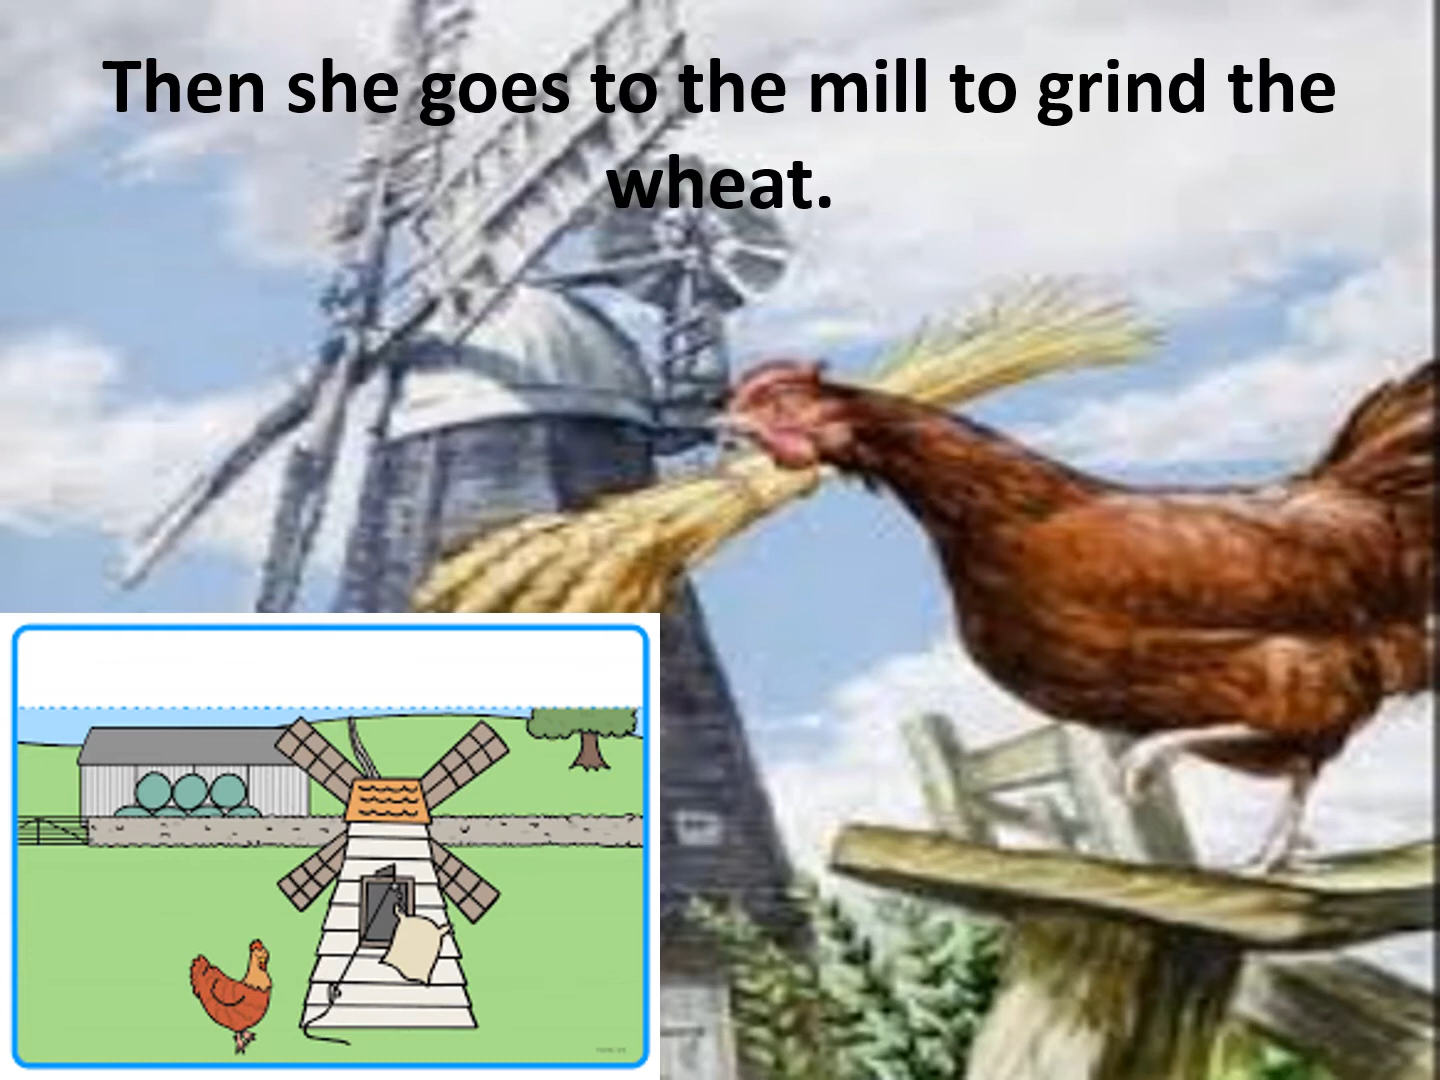 Then she goes to the mill to grind the
wheat.